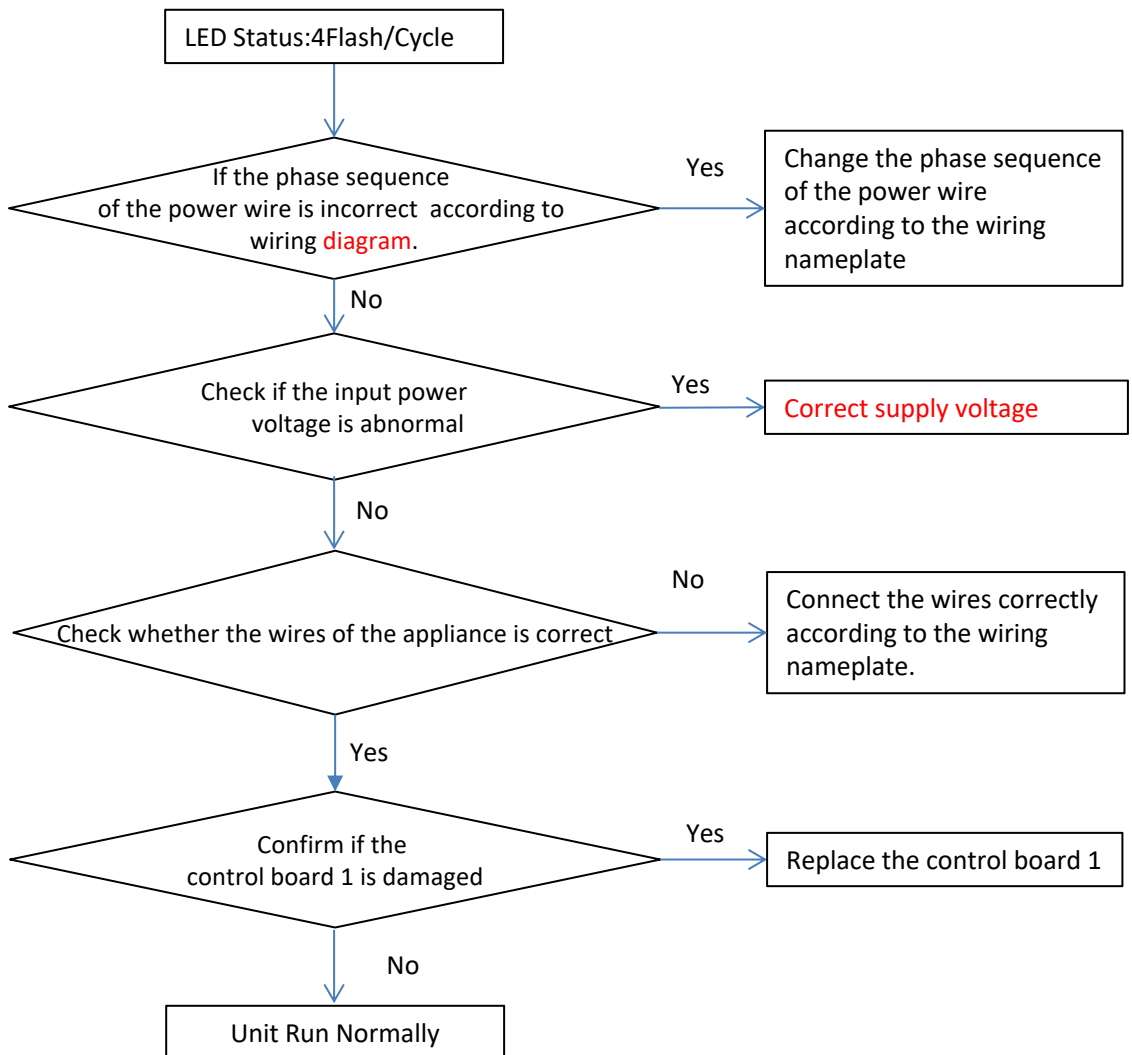 LED Status:4Flash/Cycle
If the phase sequence
of the power wire is incorrect according to
wiring diagram.
Yes
Change the phase sequence
of the power wire
according to the wiring
nameplate
No
Check if the input power
voltage is abnormal
Yes
Correct supply voltage
No
Check whether the wires of the appliance is correct
No
Connect the wires correctly
according to the wiring
nameplate.
Yes
Confirm if the
control board 1 is damaged
Yes
Replace the control board 1
No
Unit Run Normally